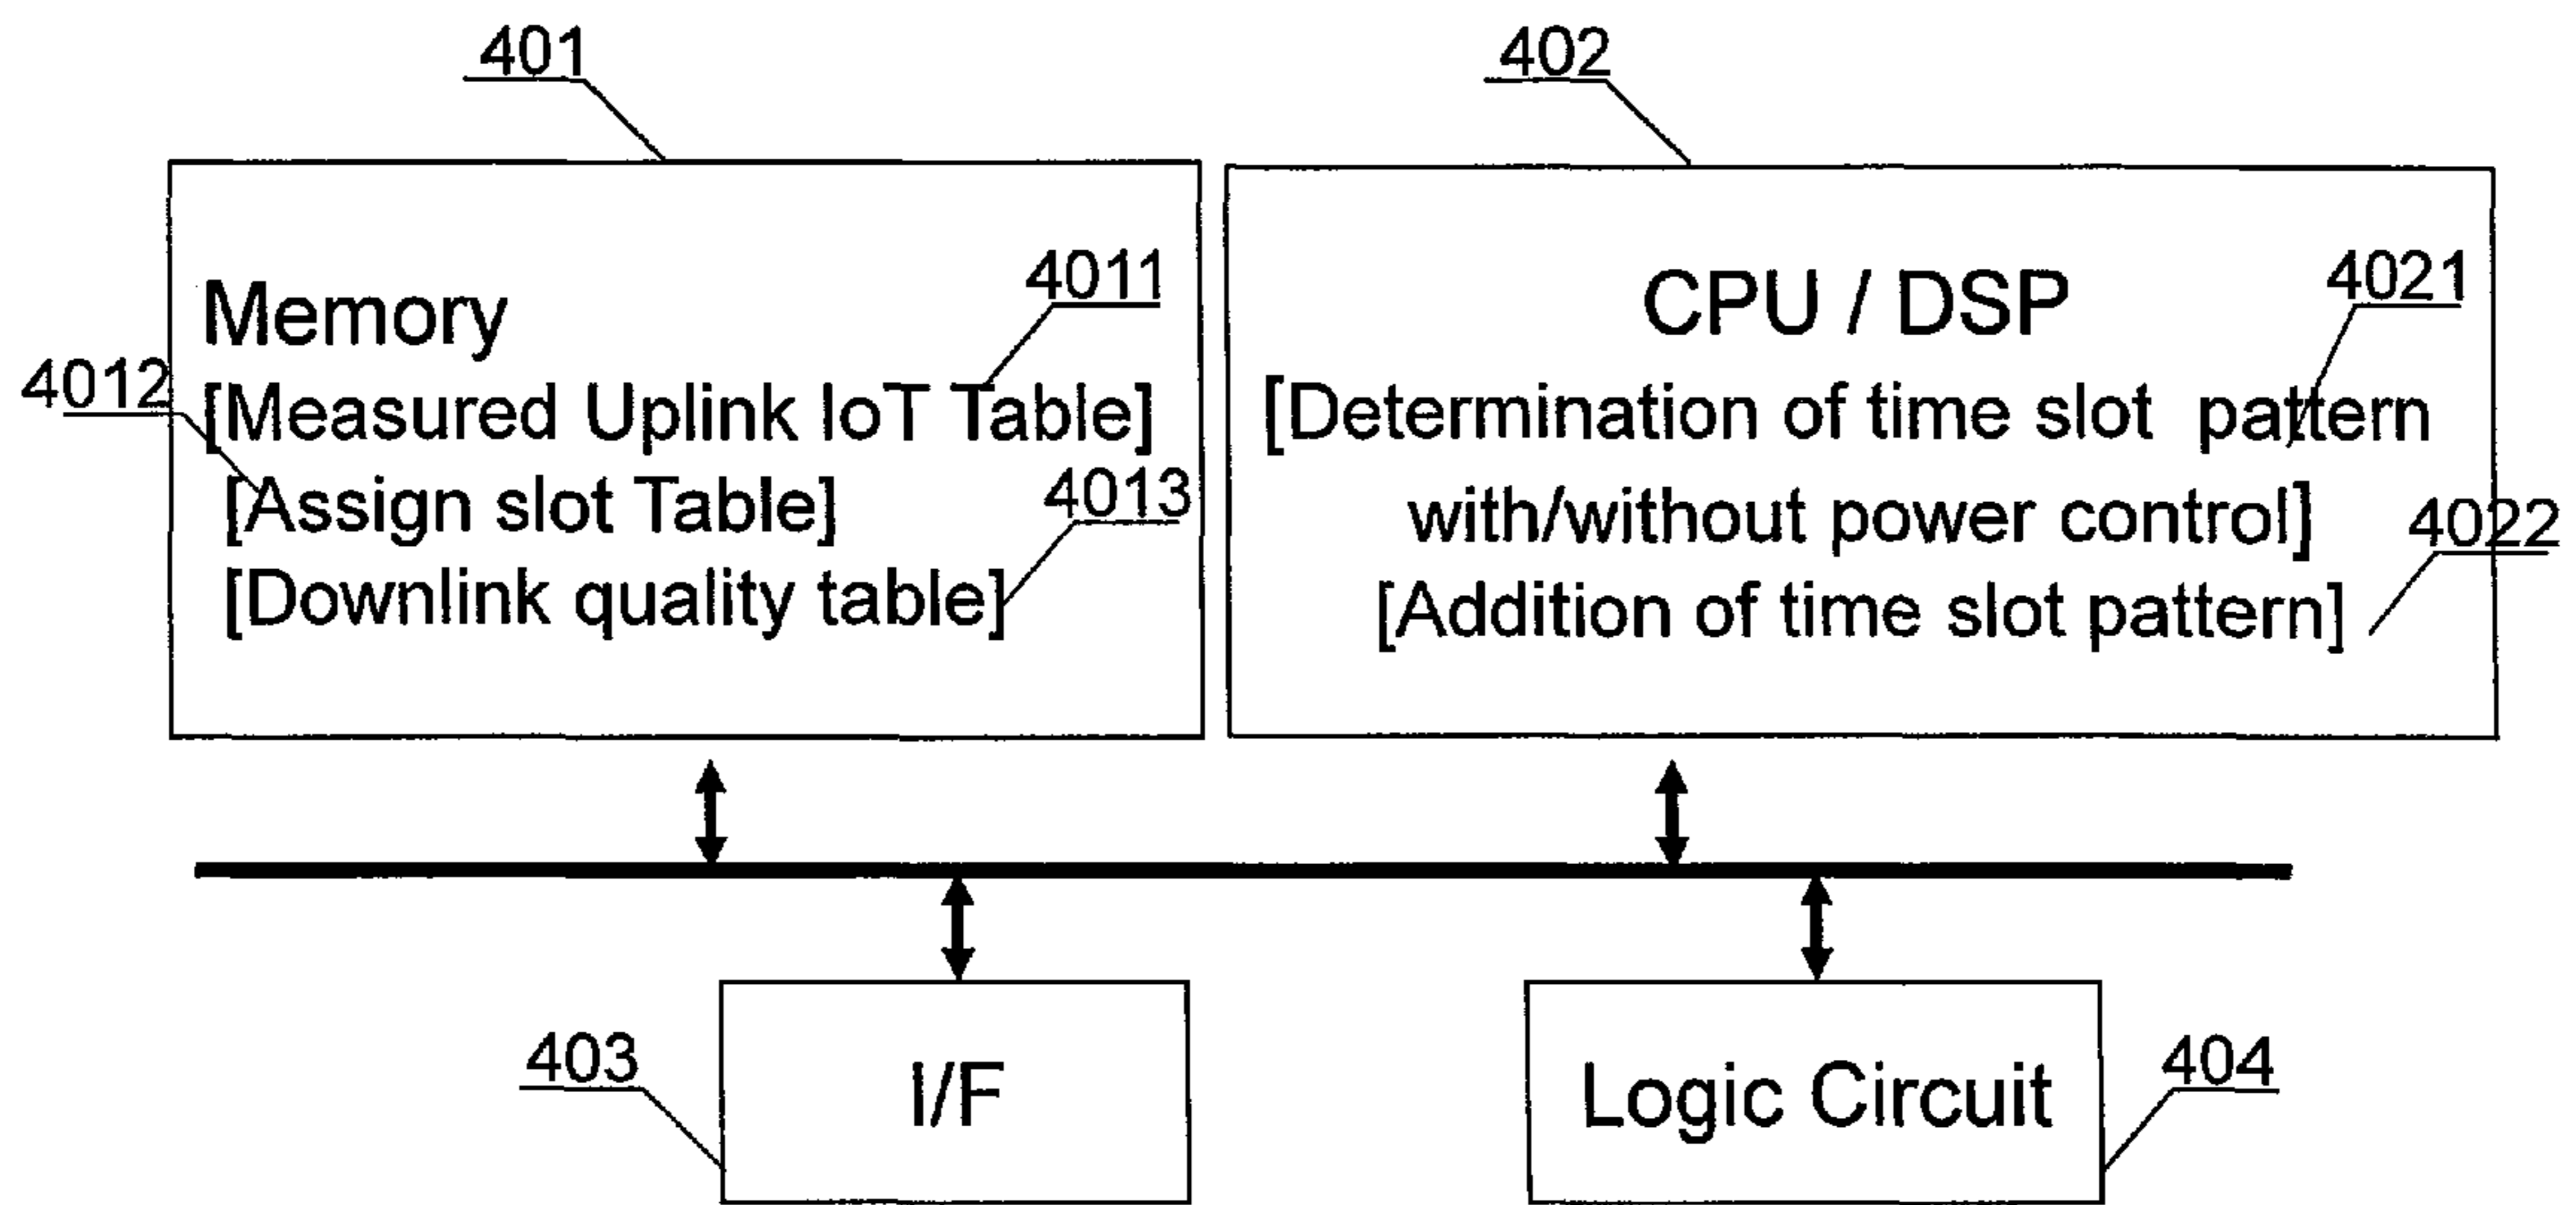 401
402
Memory
4011
CPU / DSP
4021
4012
[Measured Uplink IoT Table]
[Determination of time slot pattern
[Assign slot Table]
4013
with/without power control]
4022
[Downlink quality table]
[Addition of time slot pattern]
403
I/F
Logic Circuit
404